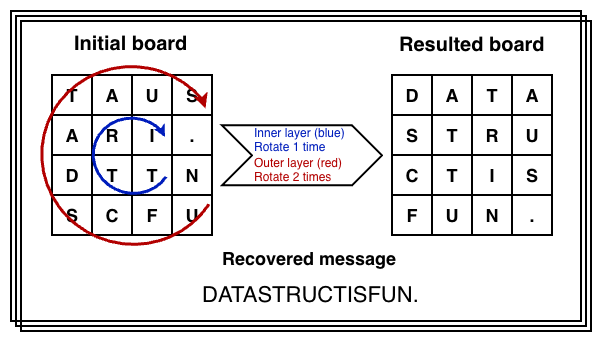 Initial board
Resulted board
T A U S
A R I .
D T T N
S C F U
Inner layer (blue)
Rotate 1 time
Outer layer (red)
Rotate 2 times
D A T A
S T R U
C T I S
F U N .
Recovered message
DATASTRUCTISFUN.